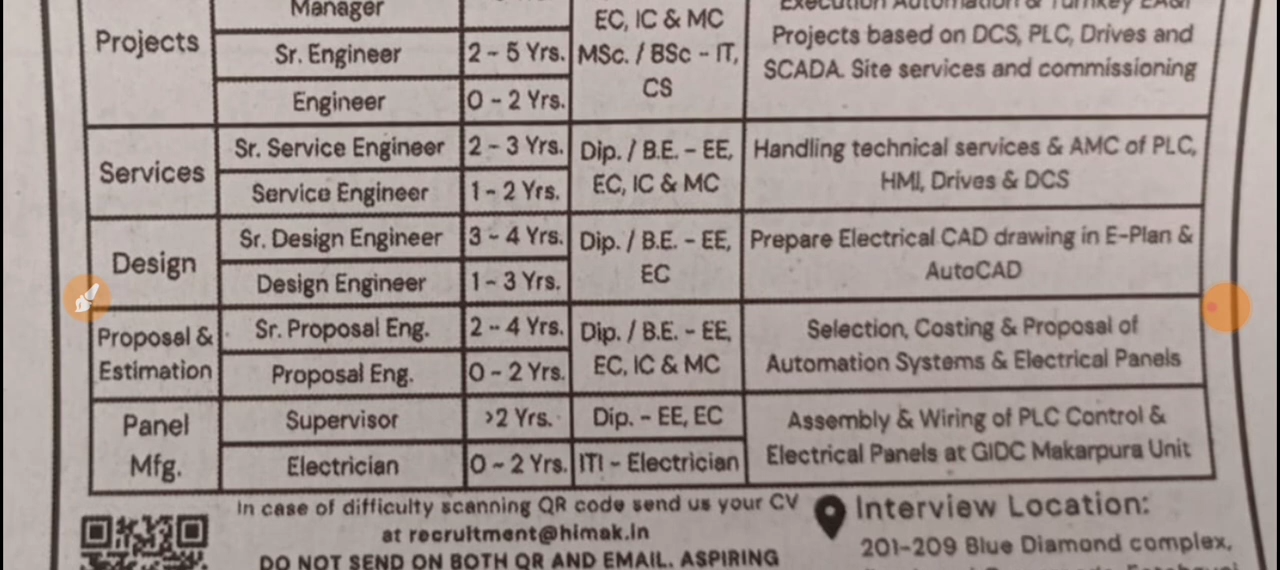 Manager
EC, IC & MC
Execution Automation & Turnkey
Projects
Projects based on DCS, PLC, Drives and
Sr. Engineer
2 - 5 Yrs.
MSc. / BSc - IT,
SCADA. Site services and commissioning
Engineer
0 - 2 Yrs.
CS
Services
Sr. Service Engineer
2 - 3 Yrs.
Dip. / B.E. - EE,
Handling technical services & AMC of PLC,
Service Engineer
1 - 2 Yrs.
EC, IC & MC
HMI, Drives & DCS
Design
Sr. Design Engineer
3 - 4 Yrs.
Dip. / B.E. - EE,
Prepare Electrical CAD drawing in E-Plan &
Design Engineer
1 - 3 Yrs.
EC
AutoCAD
Proposal &
Estimation
Sr. Proposal Eng.
2 - 4 Yrs.
Dip. / B.E. - EE,
Selection, Costing & Proposal of
Proposal Eng.
0 - 2 Yrs.
EC, IC & MC
Automation Systems & Electrical Panels
Panel
Mfg.
Supervisor
>2 Yrs.
Dip. - EE, EC
Assembly & Wiring of PLC Control &
Electrician
0 - 2 Yrs.
ITI - Electrician
Electrical Panels at GIDC Makarpura Unit
In case of difficulty scanning QR code send us your CV
at recruitment@himak.in
DO NOT SEND ON BOTH QR AND EMAIL. ASPIRING
Interview Location:
201-209 Blue Diamond complex,